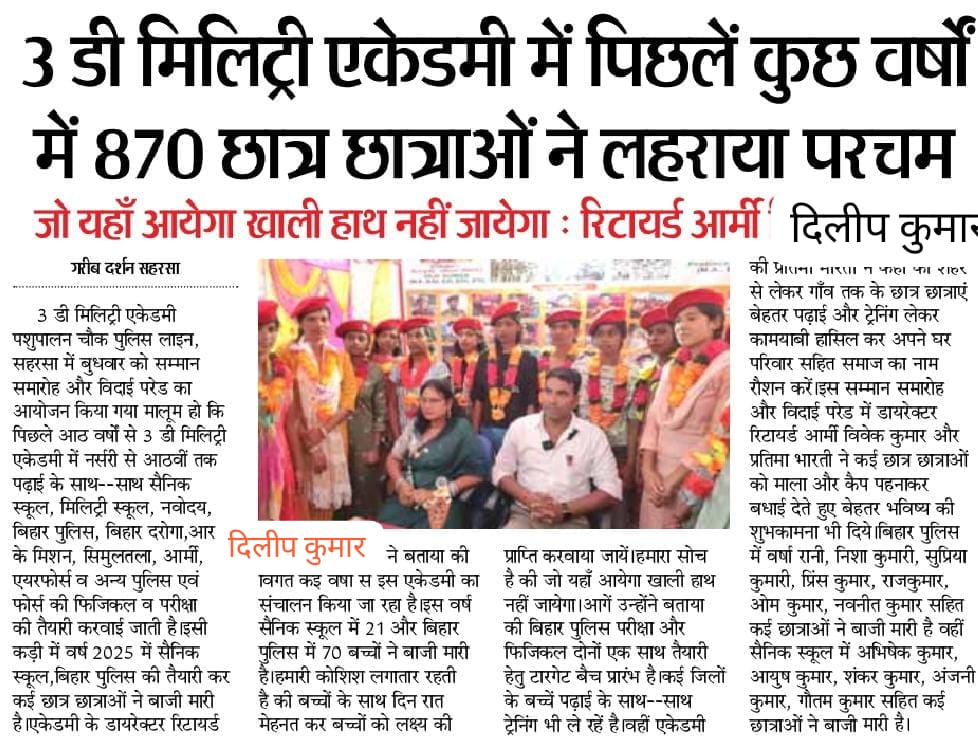 3 डी मिलिट्री एकेडमी में पिछलें कुछ वर्षों
में 870 छात्र छात्राओं ने लहराया परचम
जो यहाँ आयेगा खाली हाथ नहीं जायेगा : रिटायर्ड आर्मी
दिलीप कुमार
गरीब दर्शन सहरसा
3 डी मिलिट्री एकेडमी
पशुपालन चौक पुलिस लाइन,
सहरसा में बुधवार को सम्मान
समारोह और विदाई परेड का
आयोजन किया गया मालूम हो कि
पिछले आठ वर्षों से 3 डी मिलिट्री
एकेडमी में नर्सरी से आठवीं तक
पढ़ाई के साथ--साथ सैनिक
स्कूल, मिलिट्री स्कूल, नवोदय,
बिहार पुलिस, बिहार दरोगा,आर
के मिशन, सिमुलतला, आर्मी,
एयरफोर्स व अन्य पुलिस एवं
फोर्स की फिजिकल व परीक्षा
की तैयारी करवाई जाती है।इसी
कड़ी में वर्ष 2025 में सैनिक
स्कूल,बिहार पुलिस की तैयारी कर
कई छात्र छात्राओं ने बाजी मारी
है।एकेडमी के डायरेक्टर रिटायर्ड
दिलीप कुमार
ने बताया की
विगत कई वर्षों से इस एकेडमी का
संचालन किया जा रहा है।इस वर्ष
सैनिक स्कूल में 21 और बिहार
पुलिस में 70 बच्चों ने बाजी मारी
है।हमारी कोशिश लगातार रहती
है की बच्चों के साथ दिन रात
मेहनत कर बच्चों को लक्ष्य की
प्राप्ति करवाया जायें।हमारा सोच
है की जो यहाँ आयेगा खाली हाथ
नहीं जायेगा।आगें उन्होंने बताया
की बिहार पुलिस परीक्षा और
फिजिकल दोनों एक साथ तैयारी
हेतु टारगेट बैच प्रारंभ है।कई जिलों
के बच्चें पढ़ाई के साथ--साथ
ट्रेनिंग भी ले रहें है।वहीं एकेडमी
की प्रतिमा भारती ने कहा की शहर
से लेकर गाँव तक के छात्र छात्राएं
बेहतर पढ़ाई और ट्रेनिंग लेकर
कामयाबी हासिल कर अपने घर
परिवार सहित समाज का नाम
रौशन करें।इस सम्मान समारोह
और विदाई परेड में डायरेक्टर
रिटायर्ड आर्मी विवेक कुमार और
प्रतिमा भारती ने कई छात्र छात्राओं
को माला और कैप पहनाकर
बधाई देते हुए बेहतर भविष्य की
शुभकामना भी दिये।बिहार पुलिस
में वर्षा रानी, निशा कुमारी, सुप्रिया
कुमारी, प्रिंस कुमार, राजकुमार,
ओम कुमार, नवनीत कुमार सहित
कई छात्राओं ने बाजी मारी है वहीं
सैनिक स्कूल में अभिषेक कुमार,
आयुष कुमार, शंकर कुमार, अंजनी
कुमार, गौतम कुमार सहित कई
छात्राओं ने बाजी मारी है।